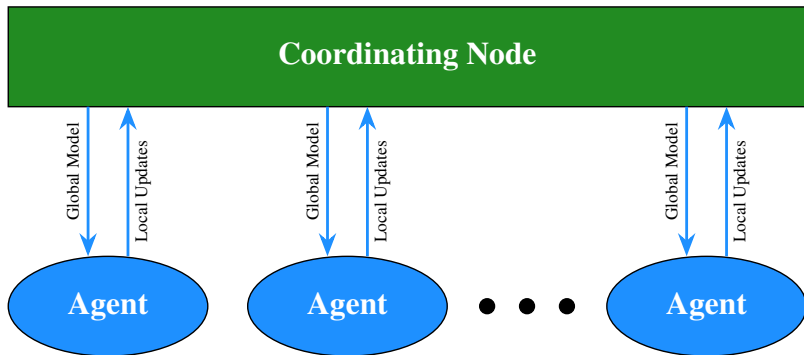 Coordinating Node
Global Model
Local Updates
Global Model
Local Updates
Global Model
Local Updates
Agent
Agent
Agent